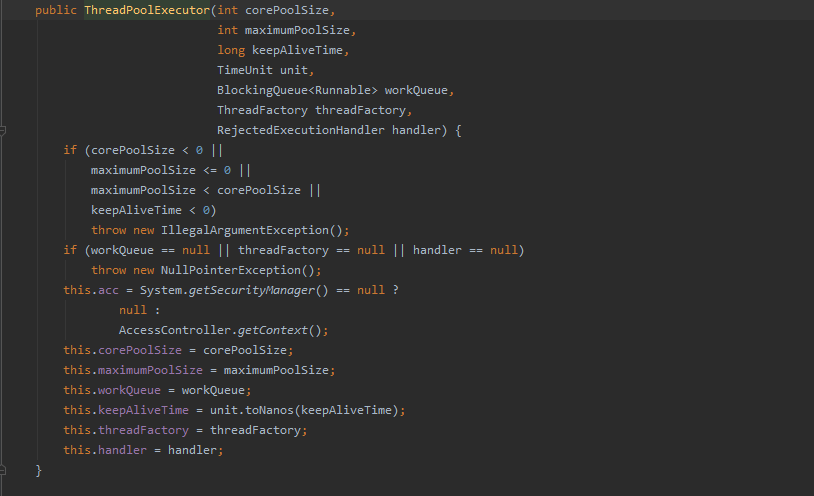 public ThreadPoolExecutor(int corePoolSize,
int maximumPoolSize,
long keepAliveTime,
TimeUnit unit,
BlockingQueue<Runnable> workQueue,
ThreadFactory threadFactory,
RejectedExecutionHandler handler) {
if (corePoolSize < 0 ||
maximumPoolSize <= 0 ||
maximumPoolSize < corePoolSize ||
keepAliveTime < 0)
throw new IllegalArgumentException();
if (workQueue == null || threadFactory == null || handler == null)
throw new NullPointerException();
this.acc = System.getSecurityManager() == null ?
null :
AccessController.getContext();
this.corePoolSize = corePoolSize;
this.maximumPoolSize = maximumPoolSize;
this.workQueue = workQueue;
this.keepAliveTime = unit.toNanos(keepAliveTime);
this.threadFactory = threadFactory;
this.handler = handler;
}